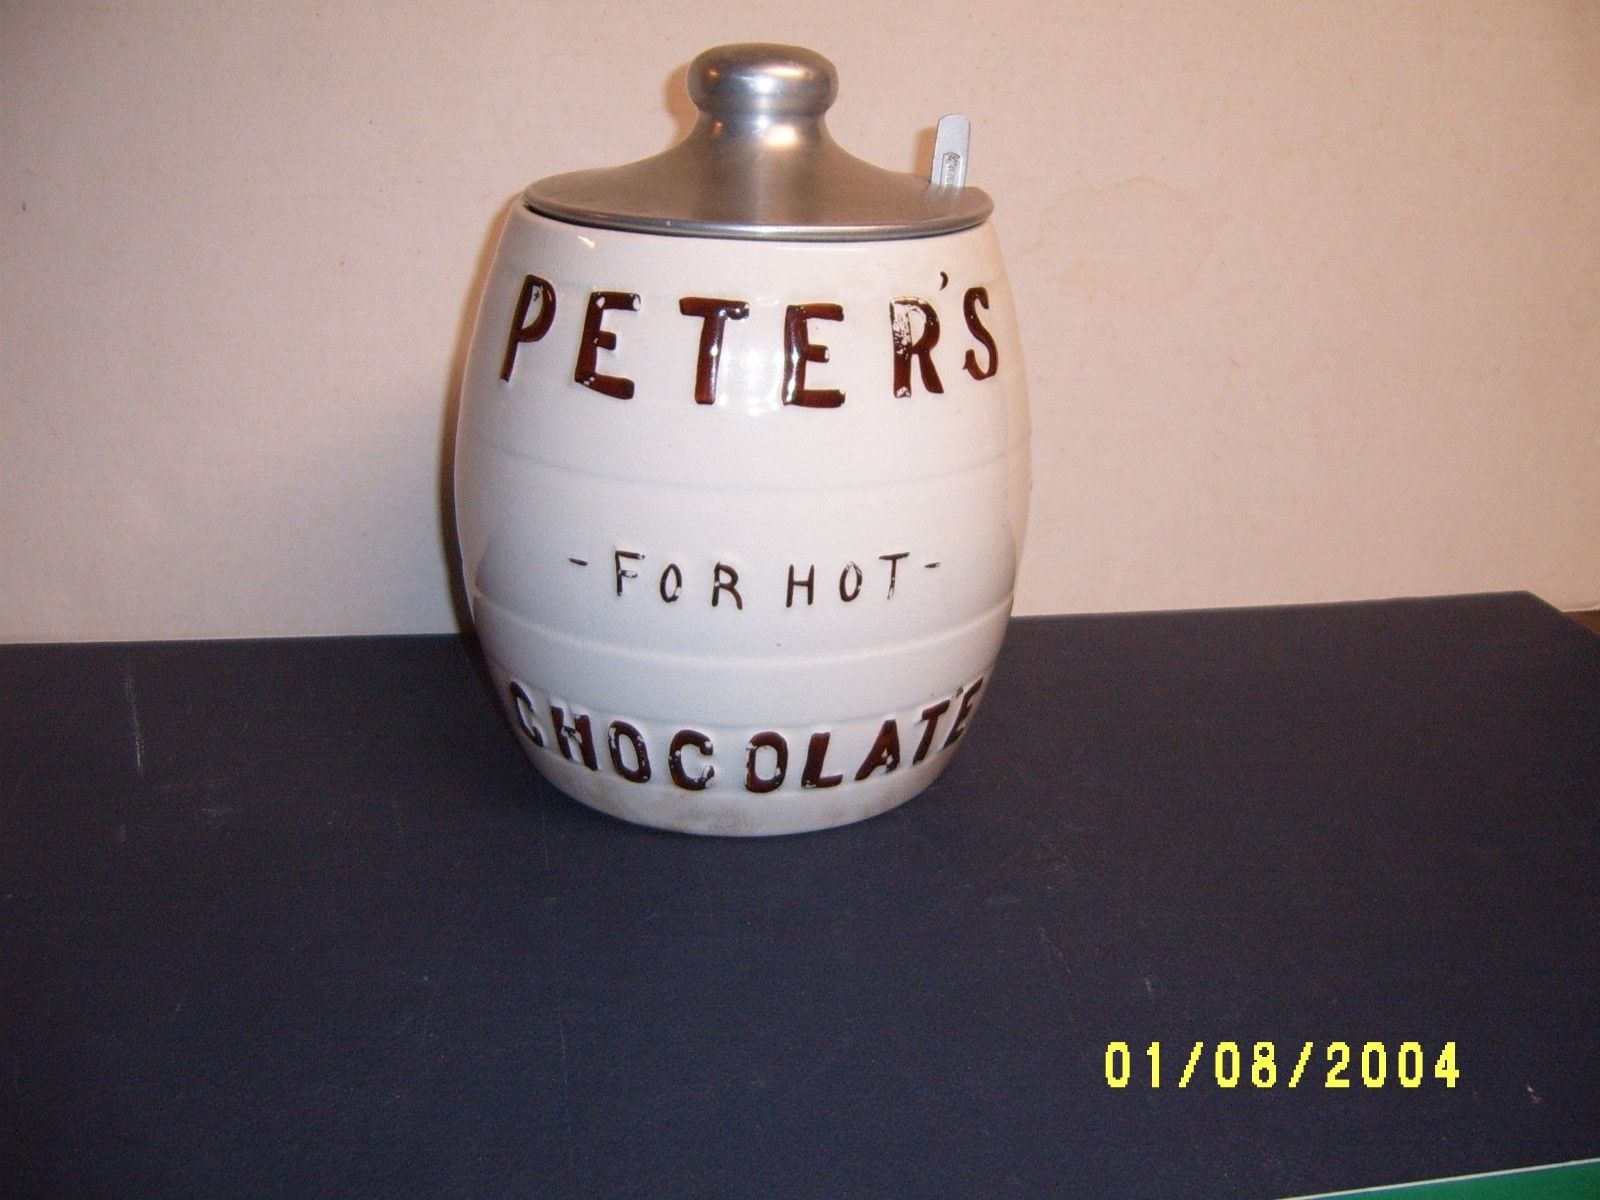 PETER'S
- FOR HOT -
CHOCOLATE
01/08/2004